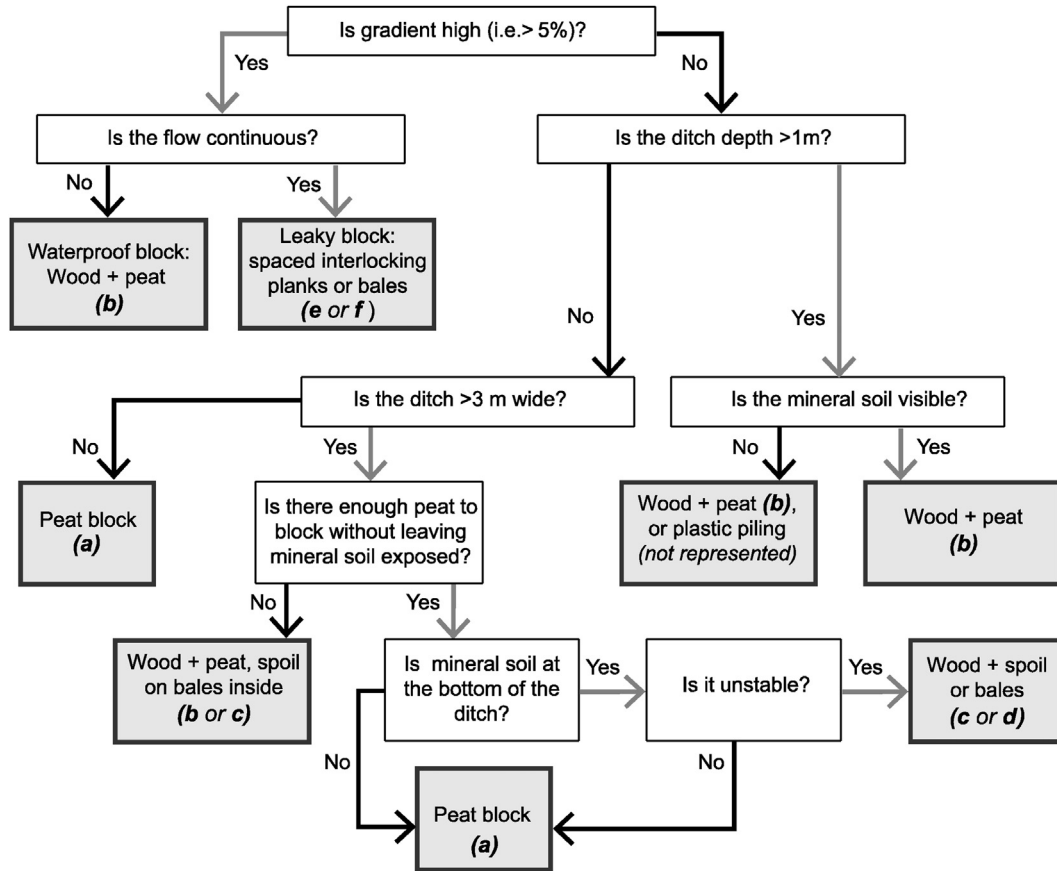 Is gradient high (i.e.> 5%)?
Yes
No
Is the flow continuous?
Is the ditch depth >1m?
No
Yes
Waterproof block:
Wood + peat
(b)
Leaky block:
spaced interlocking
planks or bales
(e or f )
No
Yes
Is the ditch >3 m wide?
Is the mineral soil visible?
No
Yes
No
Yes
Peat block
(a)
Is there enough peat to
block without leaving
mineral soil exposed?
Wood + peat (b),
or plastic piling
(not represented)
Wood + peat
(b)
No
Yes
Wood + peat, spoil
on bales inside
(b or c)
Is mineral soil at
the bottom of the
ditch?
Yes
Is it unstable?
Yes
Wood + spoil
or bales
(c or d)
No
No
Peat block
(a)